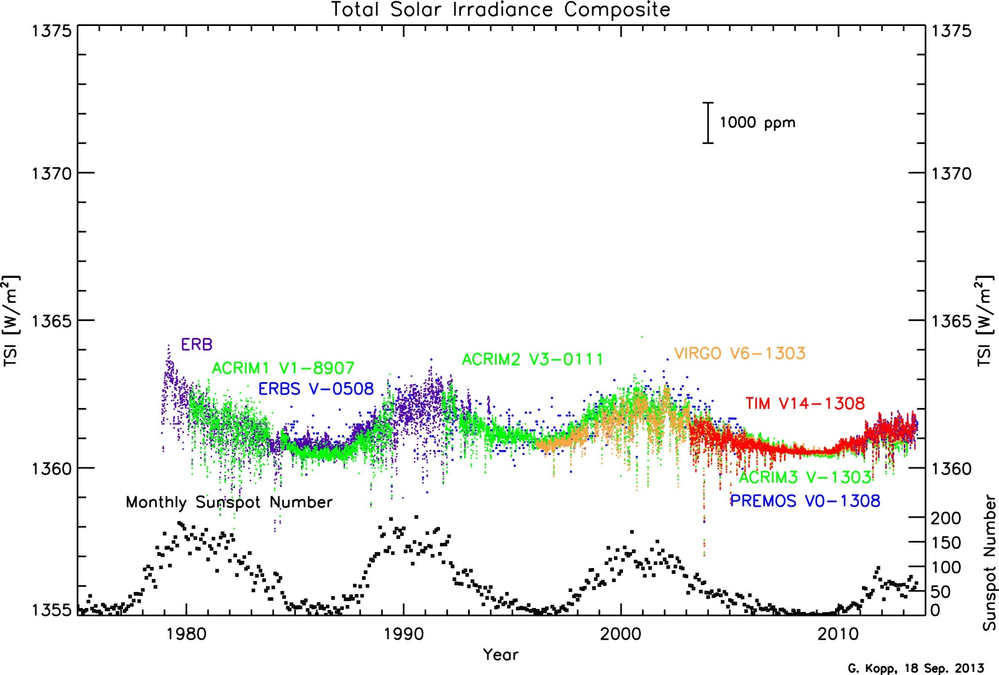 Total Solar Irradiance Composite
1375
1375
1000 ppm
1370
1370
TSI [W/m²]
TSI [W/m²]
1365
1365
ERB
VIRGO V6-1303
ACRIM2 V3-0111
ACRIM1 V1-8907
ERBS V-0508
TIM V14-1308
1360
1360
ACRIM3 V-1303
PREMOS V0-1308
Monthly Sunspot Number
200
150
100
50
0
Sunspot Number
1355
1980
1990
2000
2010
Year
G. Kopp, 18 Sep. 2013